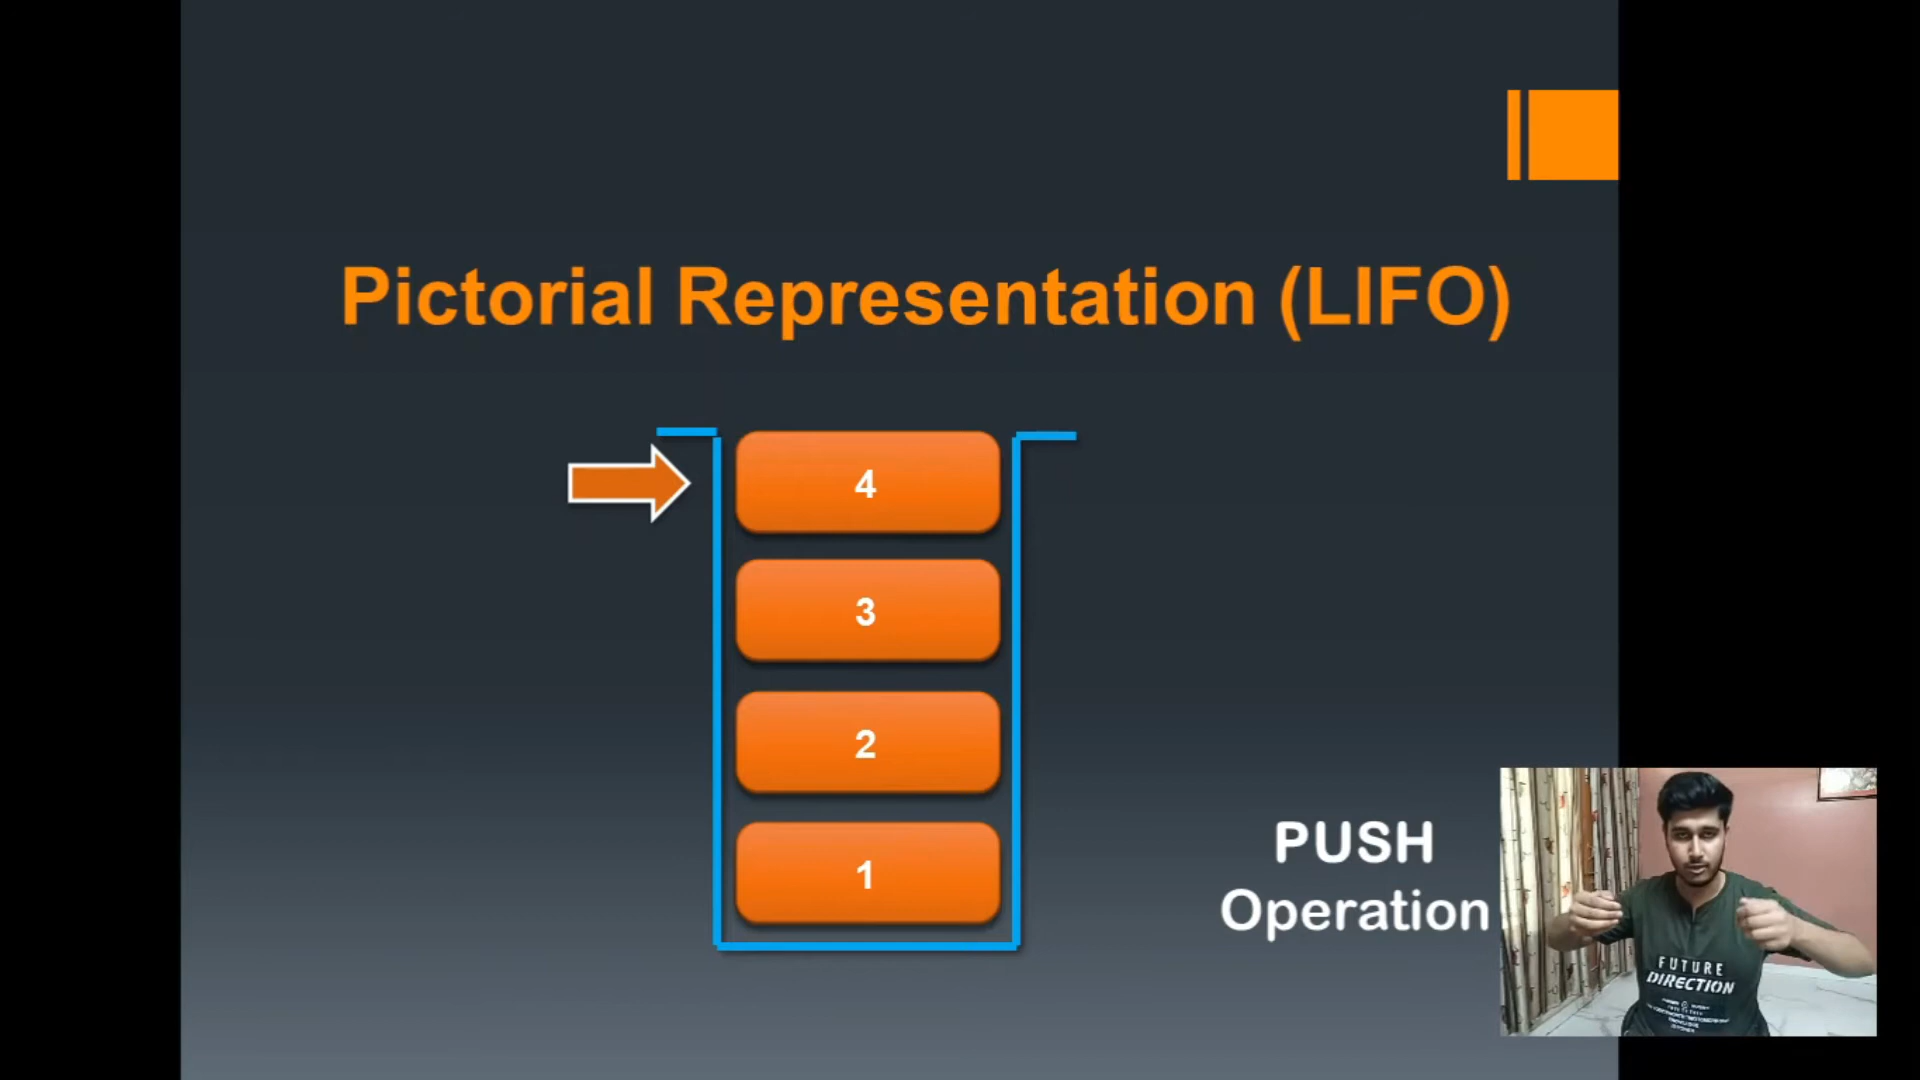 Pictorial Representation (LIFO)
4
3
2
1
PUSH
Operation
FUTURE
DIRECTION